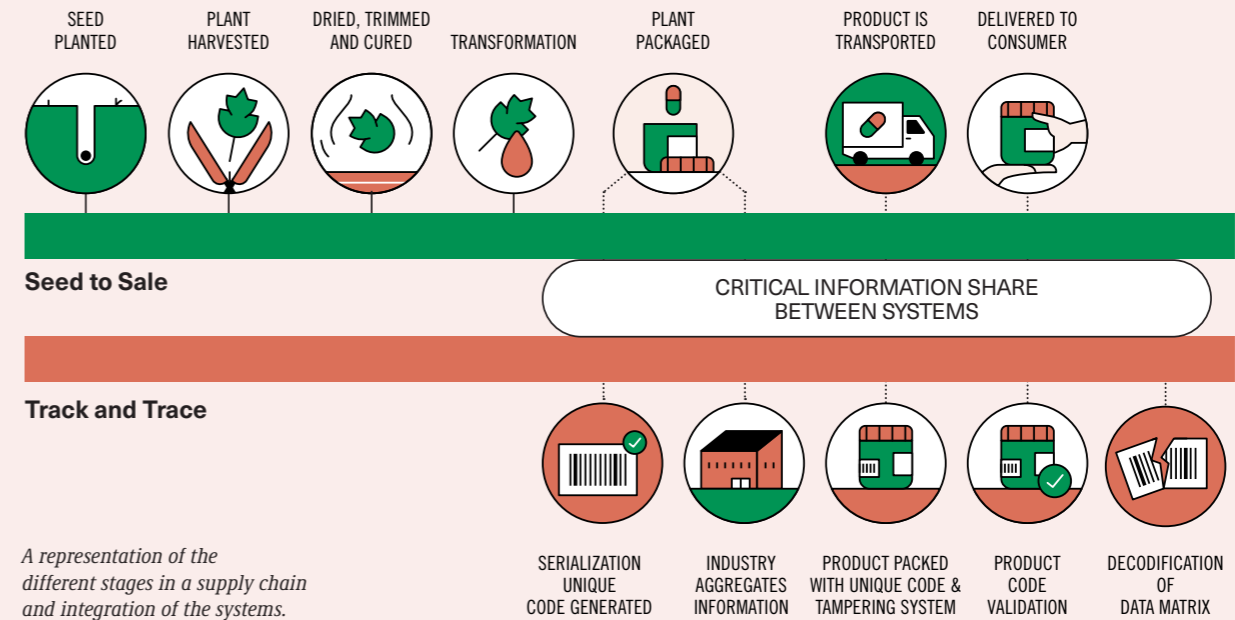 SEED
PLANTED
PLANT
HARVESTED
DRIED, TRIMMED
AND CURED
TRANSFORMATION
PLANT
PACKAGED
PRODUCT IS
TRANSPORTED
DELIVERED TO
CONSUMER
Seed to Sale
CRITICAL INFORMATION SHARE
BETWEEN SYSTEMS
Track and Trace
SERIALIZATION
UNIQUE
CODE GENERATED
INDUSTRY
AGGREGATES
INFORMATION
PRODUCT PACKED
WITH UNIQUE CODE &
TAMPERING SYSTEM
PRODUCT
CODE
VALIDATION
DECODIFICATION
OF
DATA MATRIX
A representation of the
different stages in a supply chain
and integration of the systems.